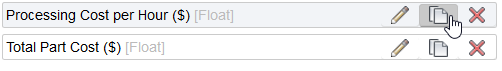 Processing Cost per Hour ($) [Float]
Total Part Cost ($) [Float]